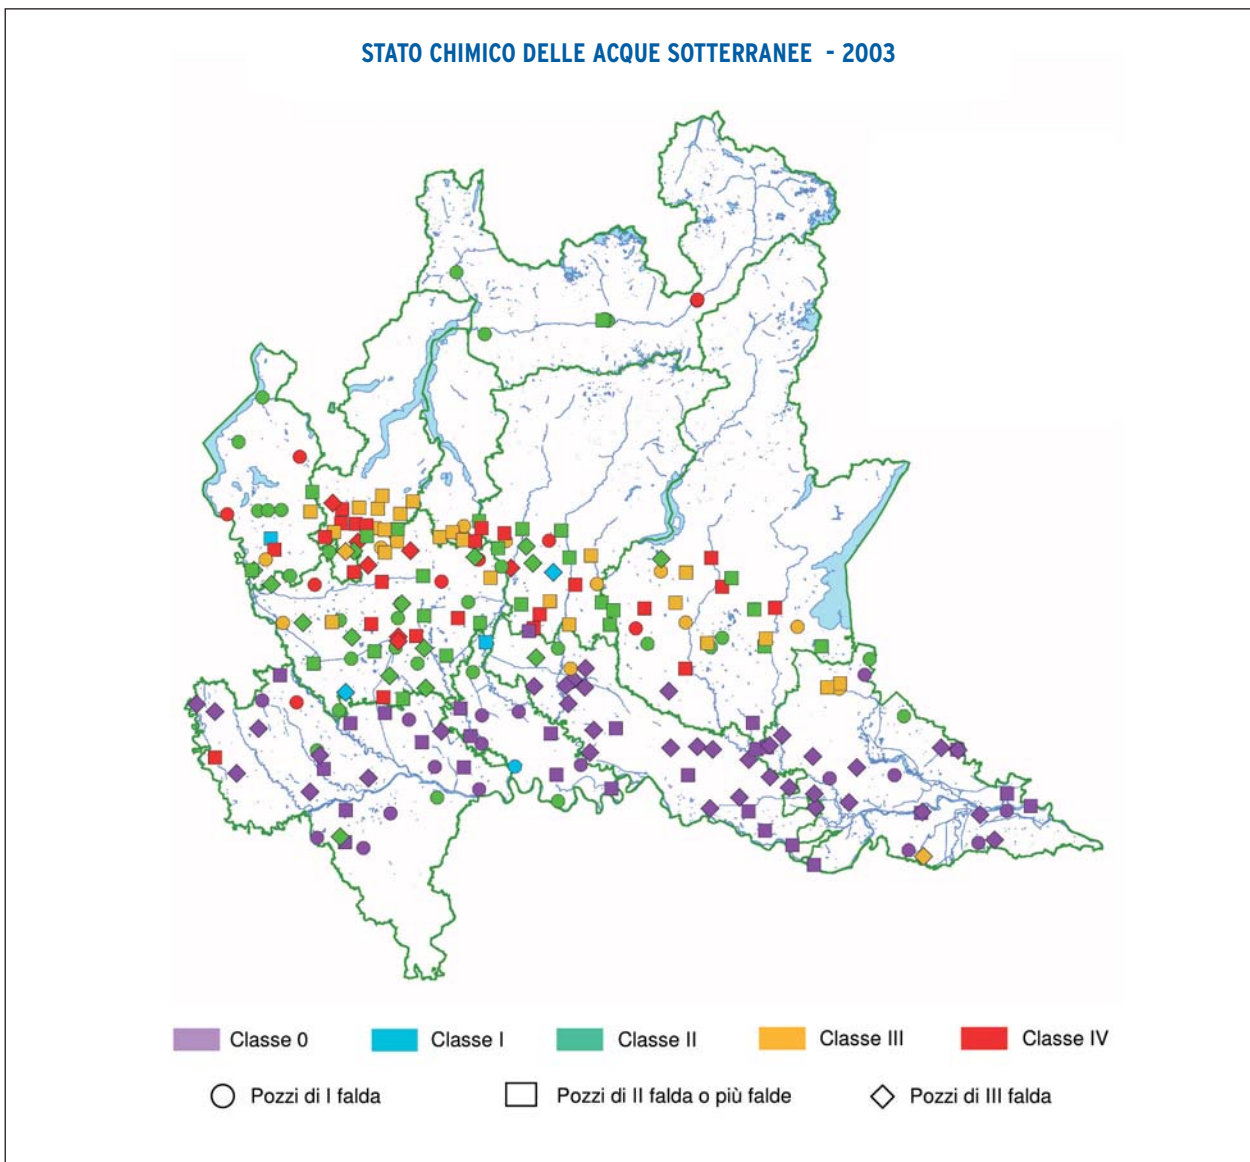 STATO CHIMICO DELLE ACQUE SOTTERRANEE - 2003
Classe 0 Classe I Classe II Classe III Classe IV
Pozzi di I falda Pozzi di II falda o più falde Pozzi di III falda